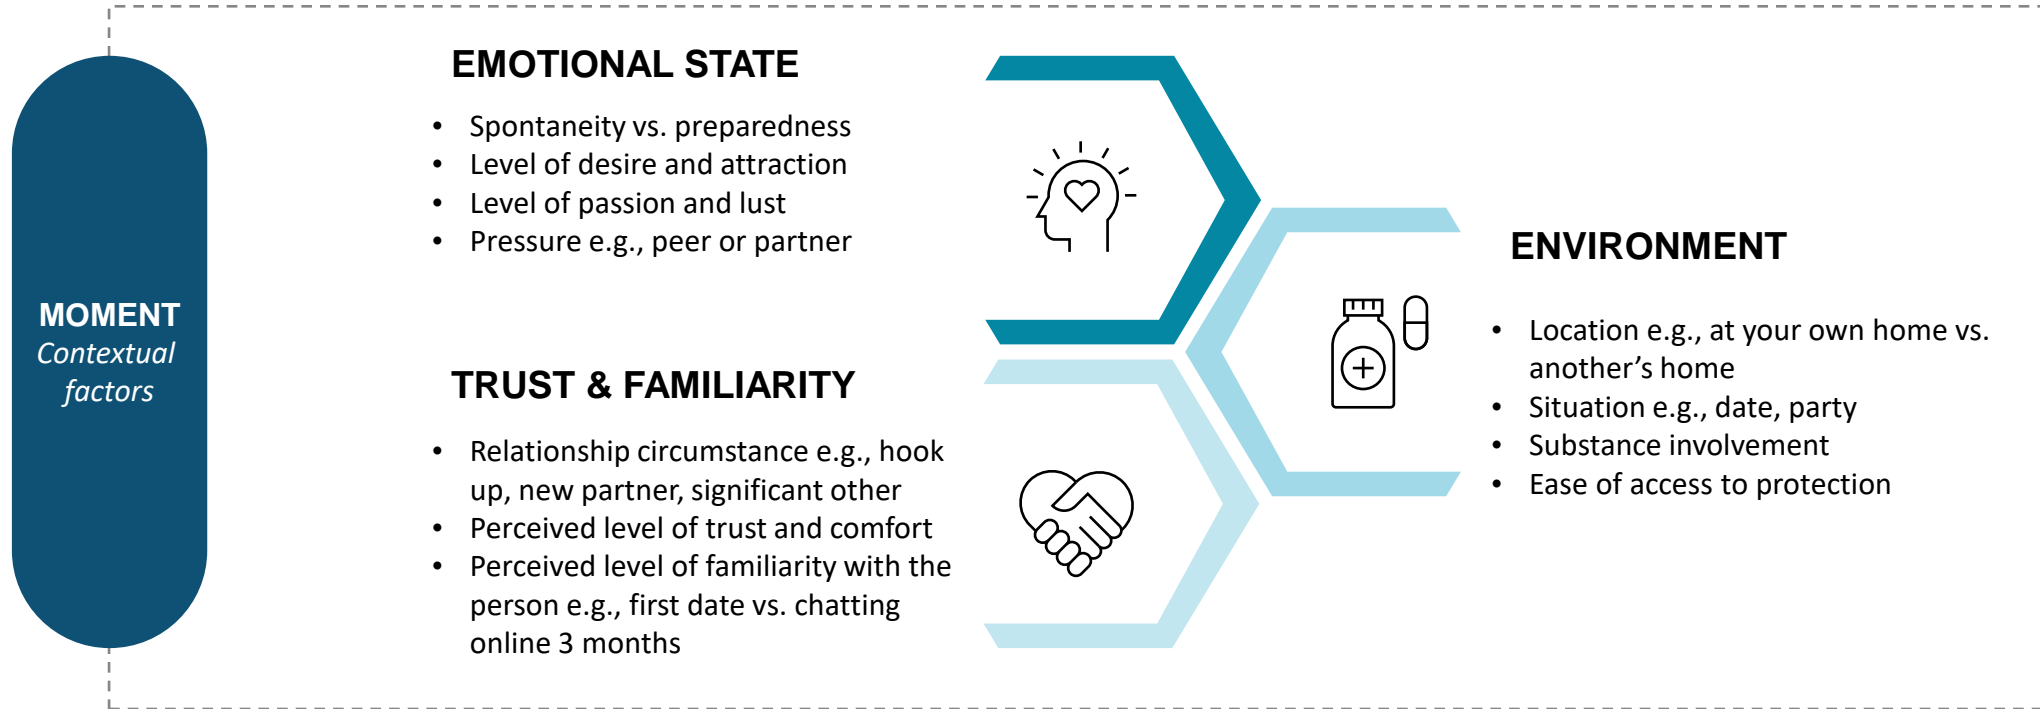 MOMENT
Contextual
factors
EMOTIONAL STATE
• Spontaneity vs. preparedness
• Level of desire and attraction
• Level of passion and lust
• Pressure e.g., peer or partner
TRUST & FAMILIARITY
• Relationship circumstance e.g., hook
up, new partner, significant other
• Perceived level of trust and comfort
• Perceived level of familiarity with the
person e.g., first date vs. chatting
online 3 months
ENVIRONMENT
• Location e.g., at your own home vs.
another’s home
• Situation e.g., date, party
• Substance involvement
• Ease of access to protection